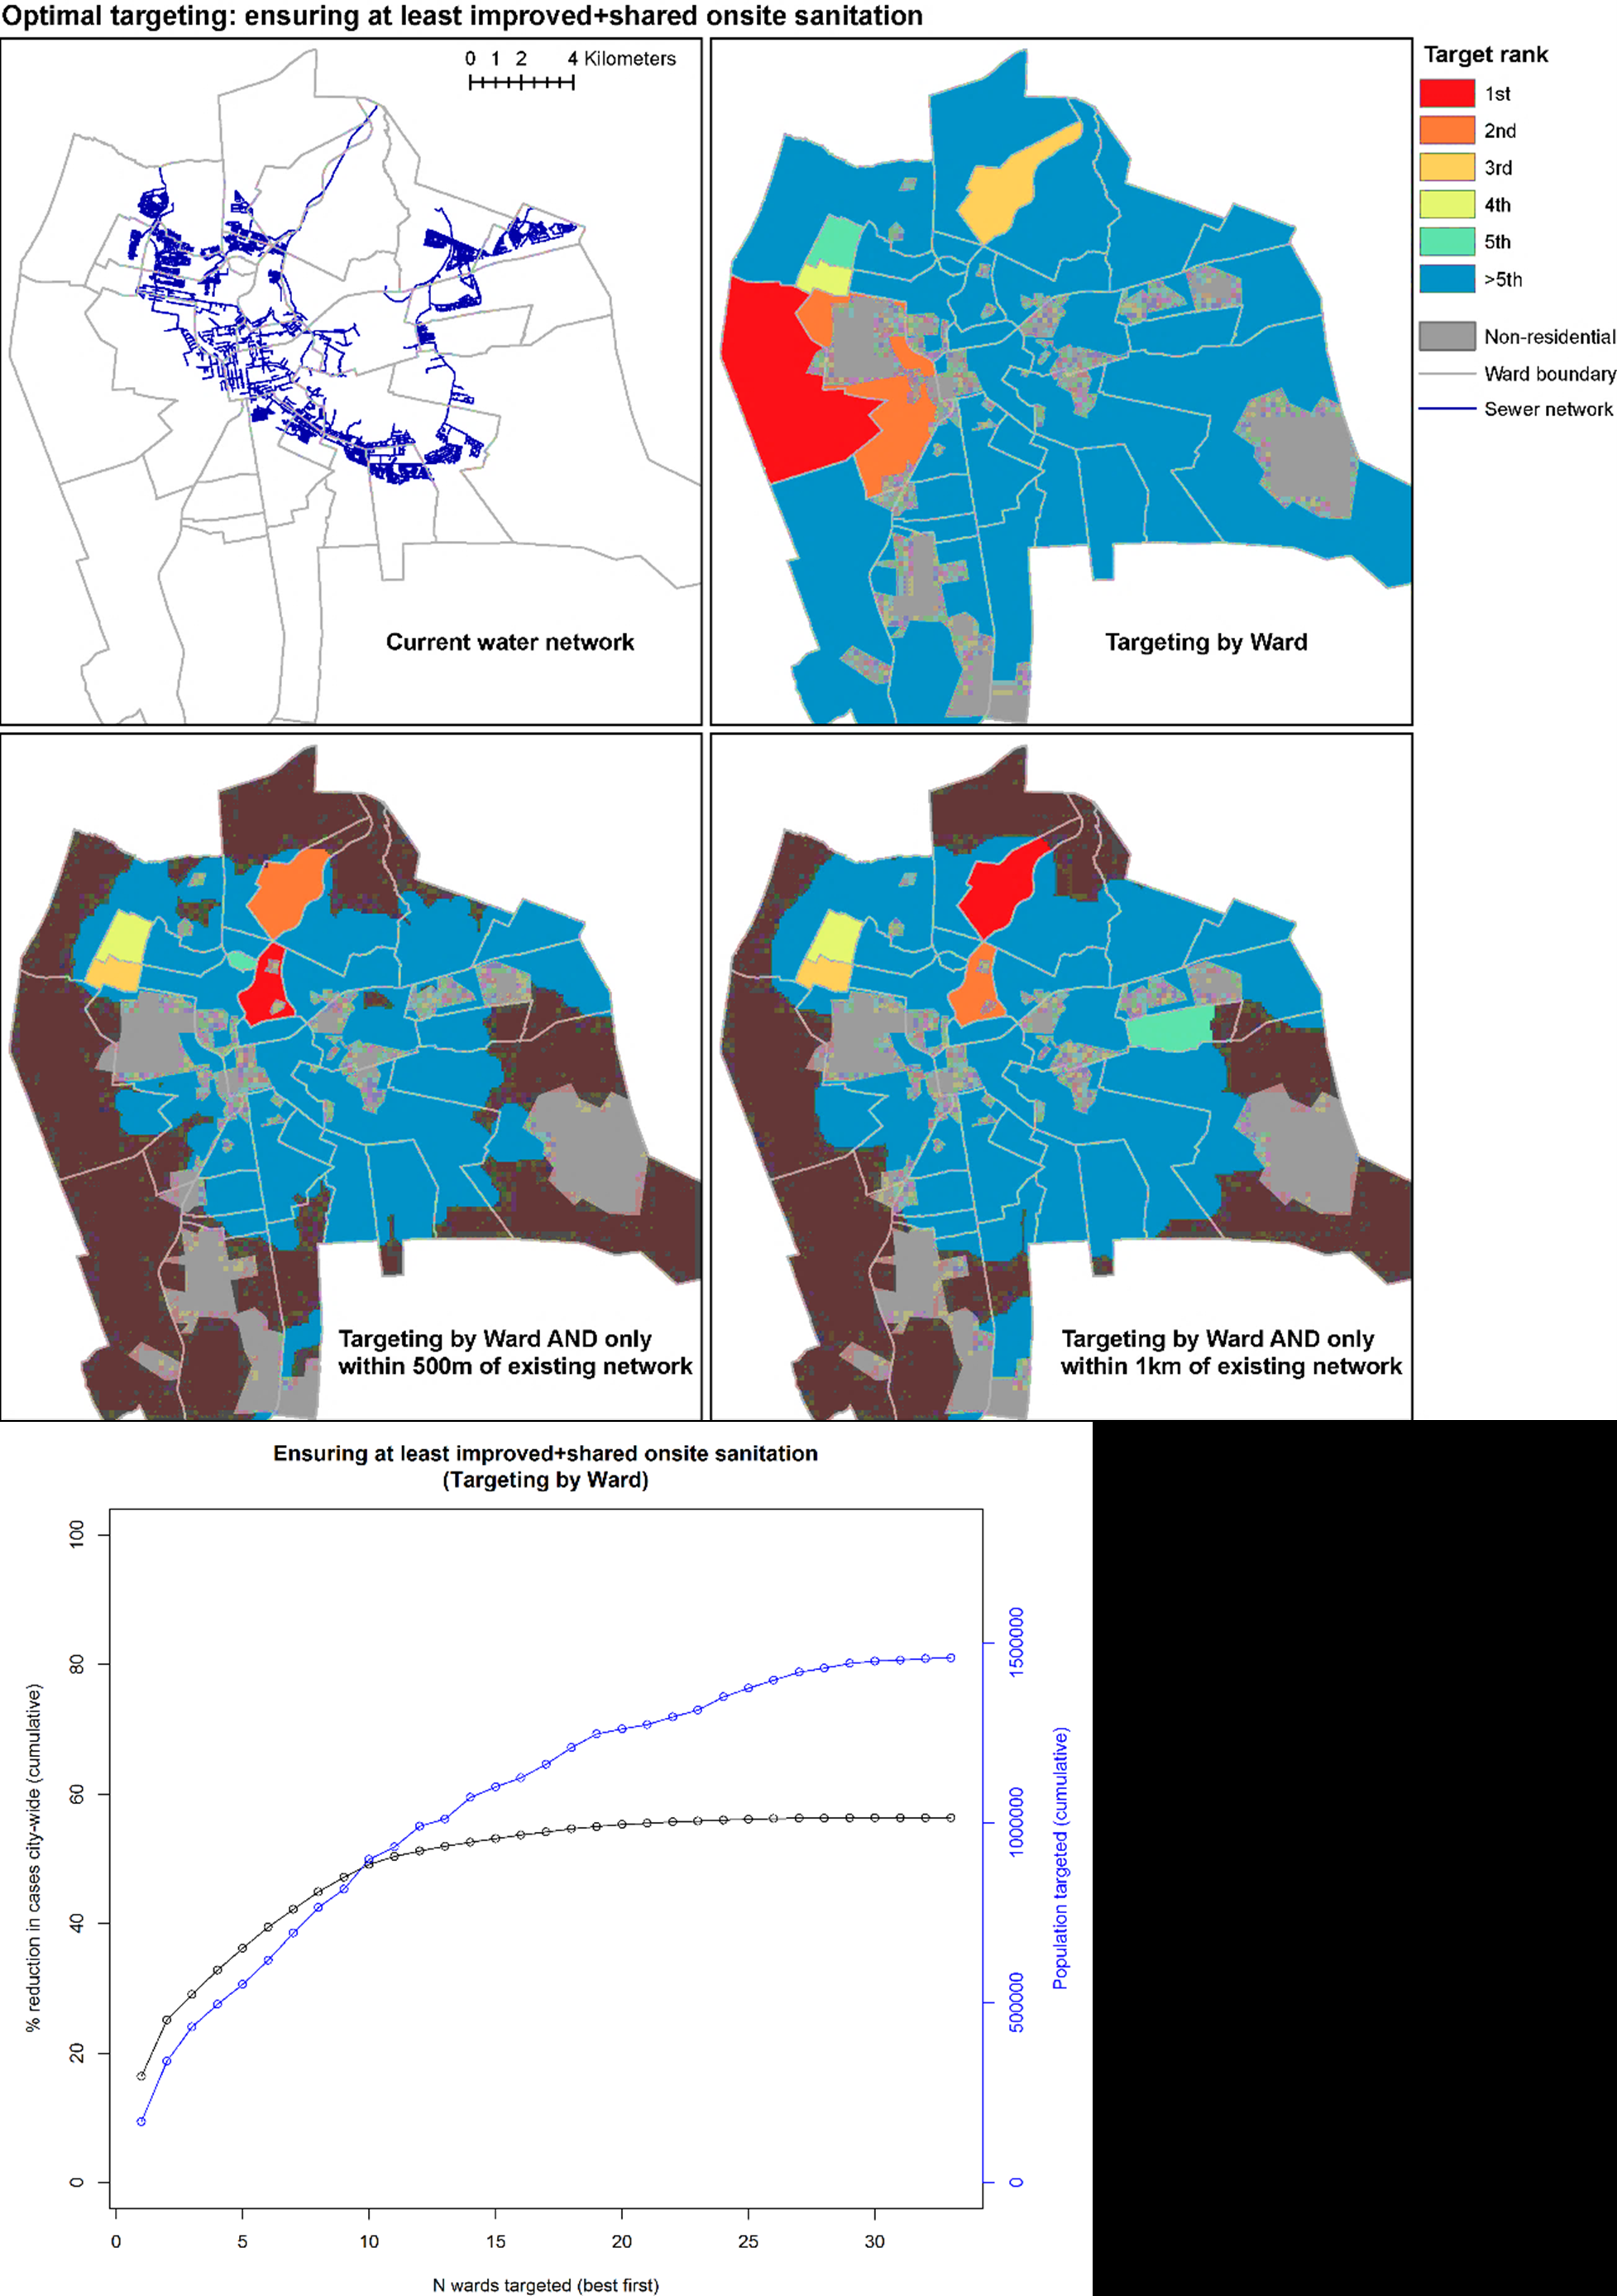 Optimal targeting: ensuring at least improved+shared onsite sanitation
0 1 2 4 Kilometers
Current water network
Targeting by Ward
Target rank
1st
2nd
3rd
4th
5th
>5th
Non-residential
Ward boundary
Sewer network
Targeting by Ward AND only
within 500m of existing network
Targeting by Ward AND only
within 1km of existing network
Ensuring at least improved+shared onsite sanitation
(Targeting by Ward)
% reduction in cases city-wide (cumulative)
100
80
60
40
20
0
1500000
1000000
500000
0
Population targeted (cumulative)
0 5 10 15 20 25 30
N wards targeted (best first)